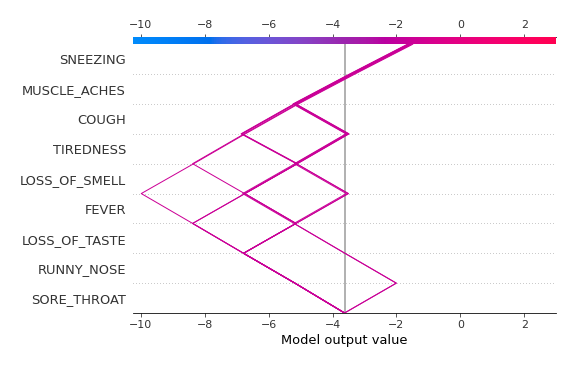 −10 −8 −6 −4 −2 0 2
SNEEZING
MUSCLE_ACHES
COUGH
TIREDNESS
LOSS_OF_SMELL
FEVER
LOSS_OF_TASTE
RUNNY_NOSE
SORE_THROAT
−10 −8 −6 −4 −2 0 2
Model output value